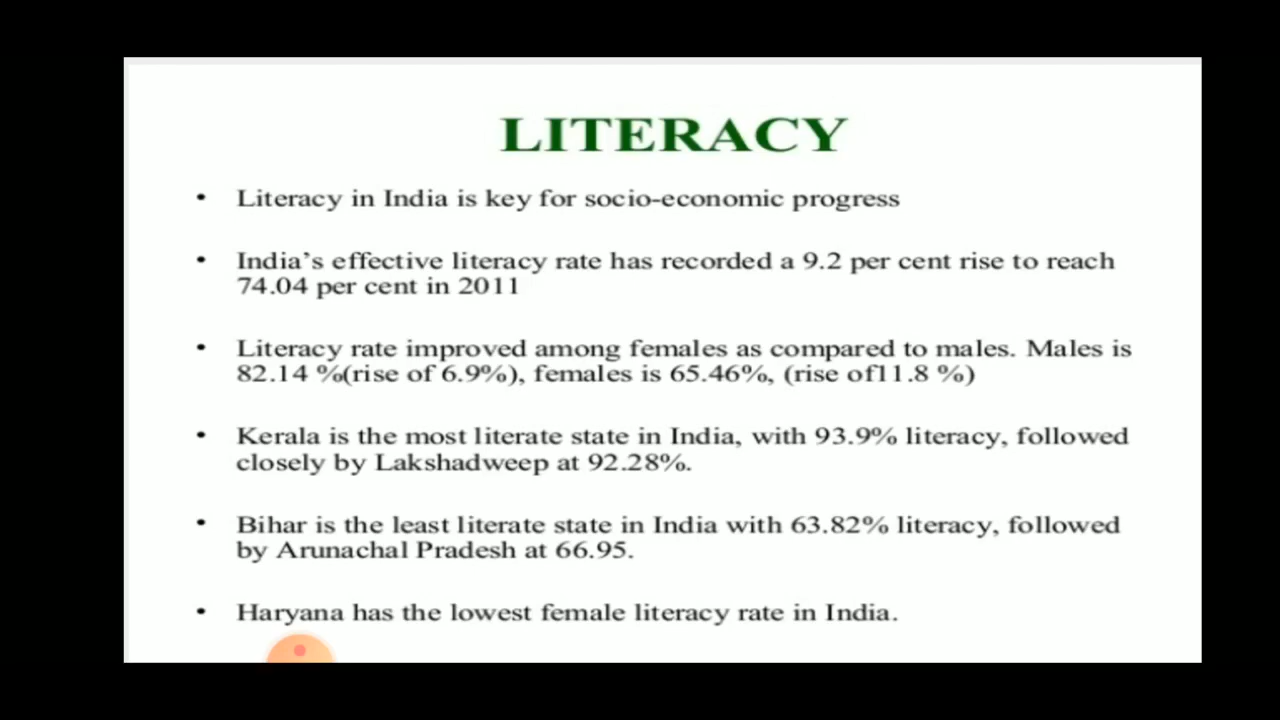 LITERACY
• Literacy in India is key for socio-economic progress
• India's effective literacy rate has recorded a 9.2 per cent rise to reach
74.04 per cent in 2011
• Literacy rate improved among females as compared to males. Males is
82.14 %(rise of 6.9%), females is 65.46%, (rise of11.8 %)
• Kerala is the most literate state in India, with 93.9% literacy, followed
closely by Lakshadweep at 92.28%.
• Bihar is the least literate state in India with 63.82% literacy, followed
by Arunachal Pradesh at 66.95.
• Haryana has the lowest female literacy rate in India.